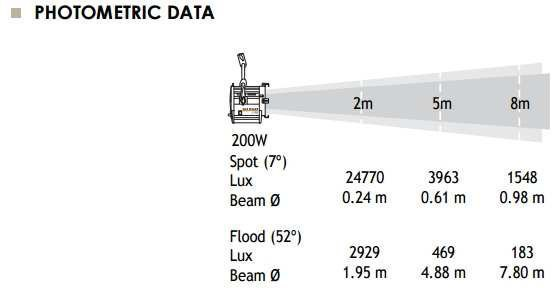 PHOTOMETRIC DATA
2m 5m 8m
200W
Spot (7°)
Lux 24770 3963 1548
Beam Ø 0.24 m 0.61 m 0.98 m
Flood (52°)
Lux 2929 469 183
Beam Ø 1.95 m 4.88 m 7.80 m